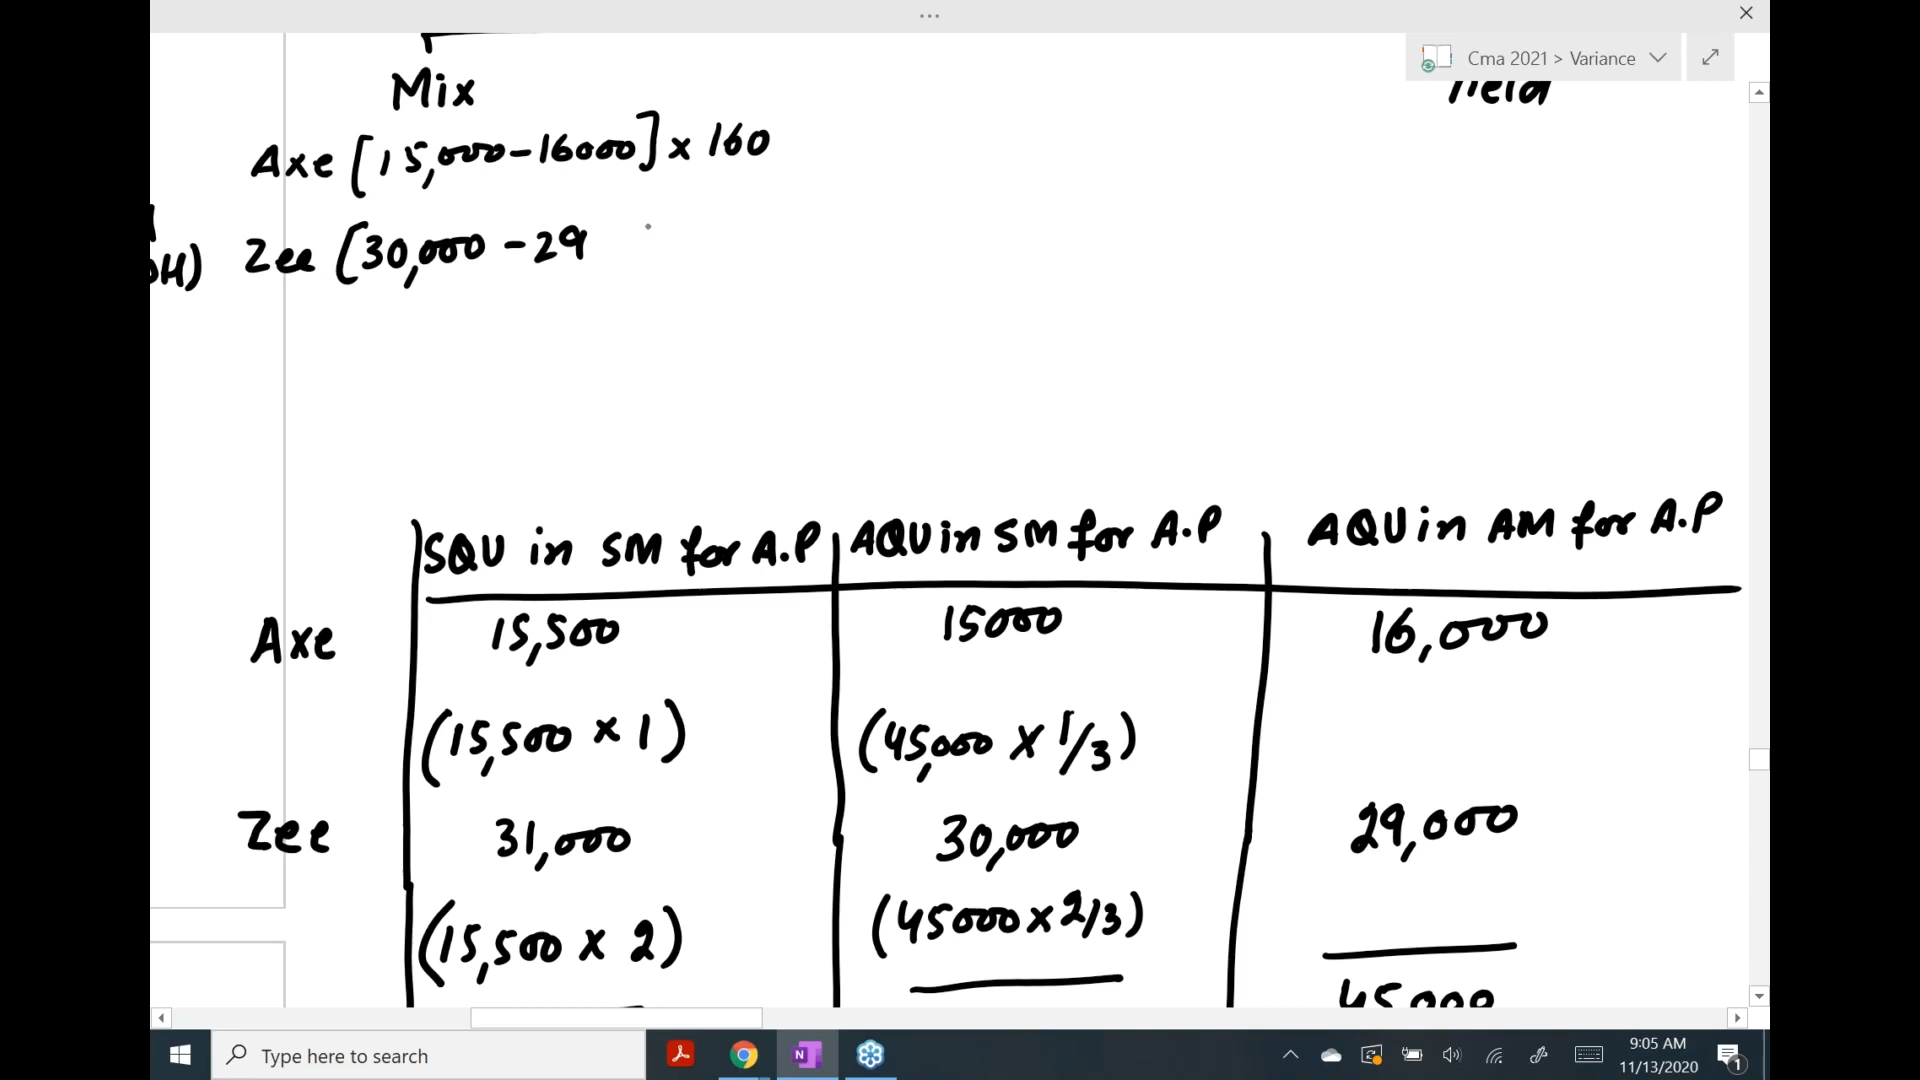 Cma 2021 > Variance
Mix
Axe [15,000-16000] x 160
Zee [30,000 -29
SQU in SM for A.P
AQU in SM for A.P
AQU in AM for A.P
Axe
15,500
15000
16,000
(15,500 x 1)
(45,000 x 1/3)
Zee
31,000
30,000
29,000
(15,500 x 2)
(45000x2/3)
45000
Type here to search
9:05 AM
11/13/2020
1